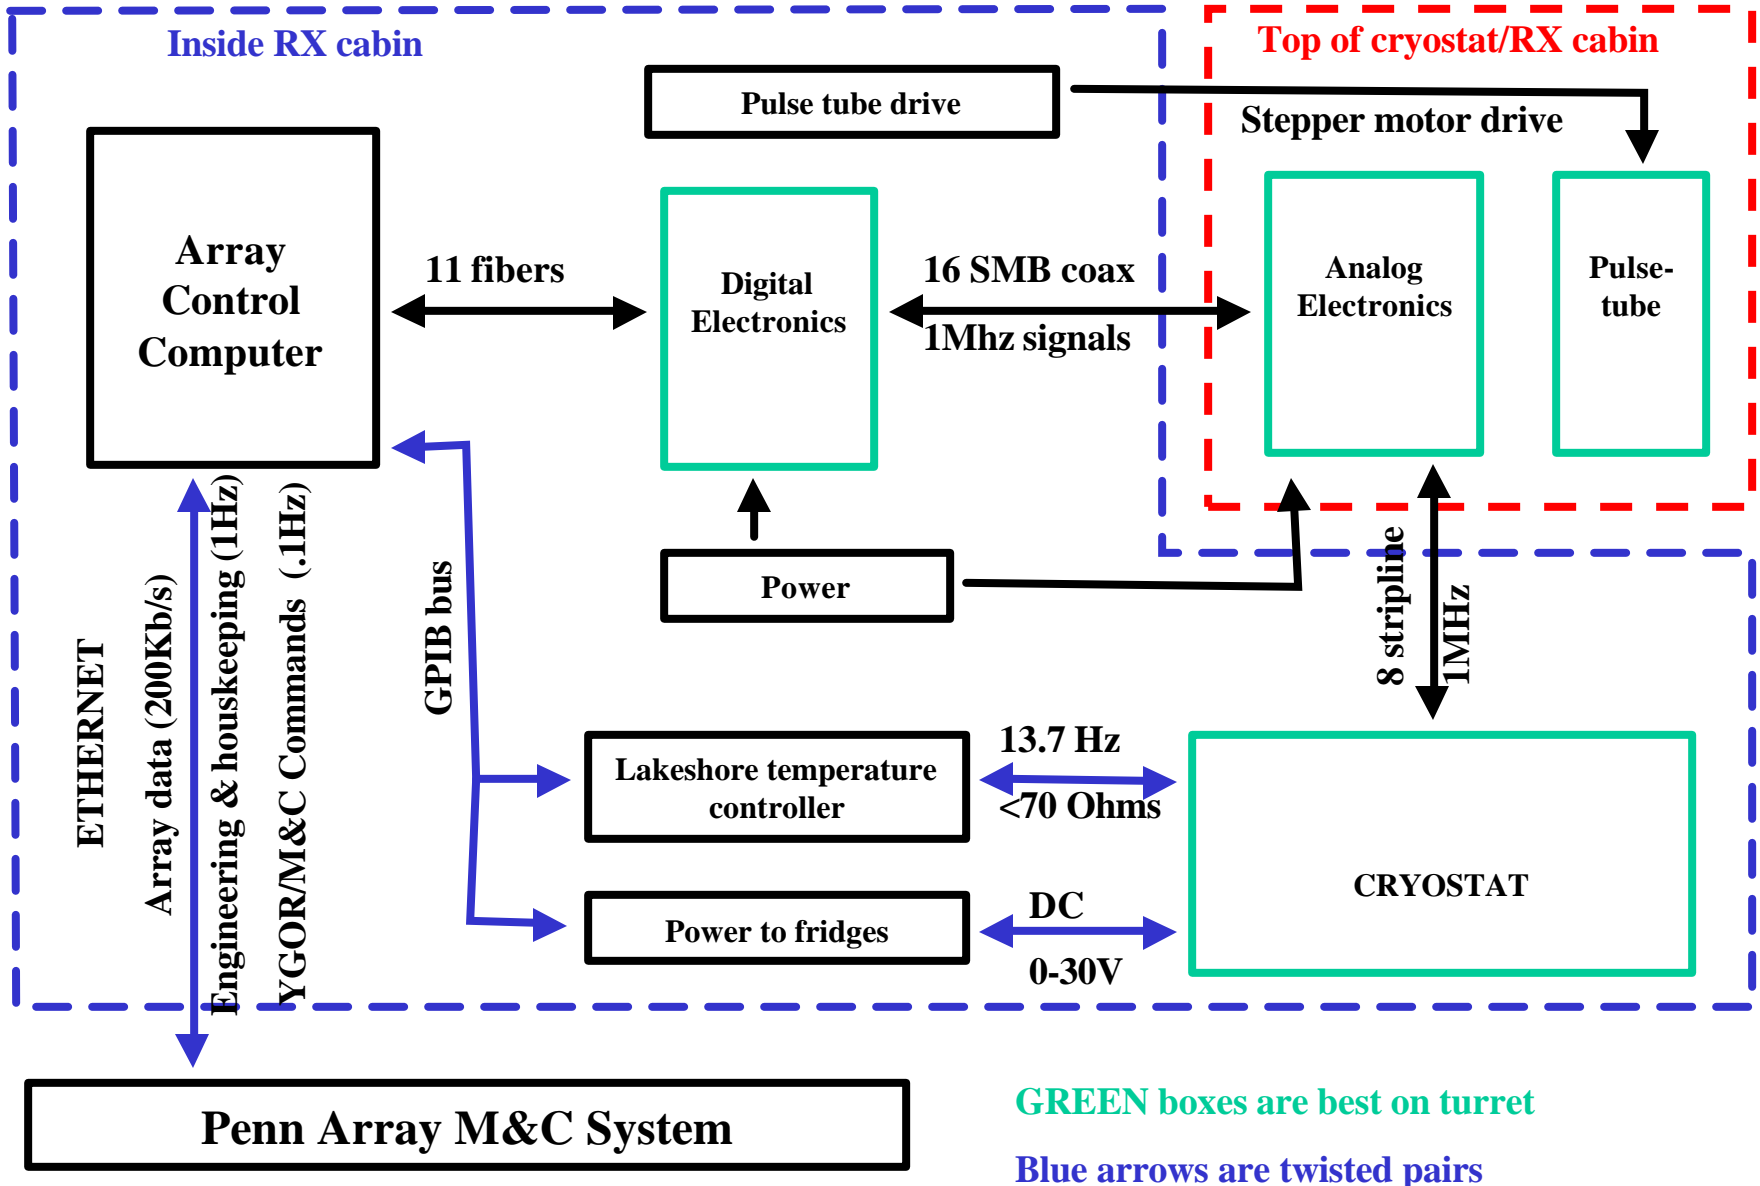 Inside RX cabin
Top of cryostat/RX cabin
Pulse tube drive
Stepper motor drive
Array
Control
Computer
11 fibers
Digital
Electronics
16 SMB coax
1Mhz signals
Analog
Electronics
Pulse-
tube
Power
8 stripline
1MHz
GPIB bus
ETHERNET
Array data (200Kb/s)
Engineering & houskeeping (1Hz)
YGOR/M&C Commands (.1Hz)
Lakeshore temperature
controller
13.7 Hz
<70 Ohms
Power to fridges
DC
0-30V
CRYOSTAT
Penn Array M&C System
GREEN boxes are best on turret
Blue arrows are twisted pairs